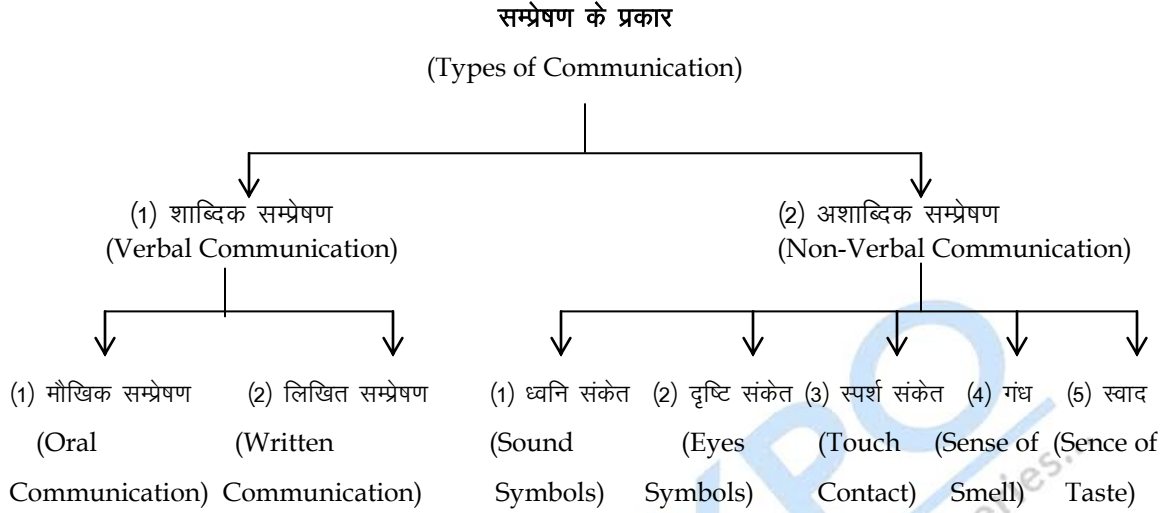 सम्प्रेषण के प्रकार
(Types of Communication)
(1) शाब्दिक सम्प्रेषण (2) अशाब्दिक सम्प्रेषण
(Verbal Communication) (Non-Verbal Communication)
(1) मौखिक सम्प्रेषण (2) लिखित सम्प्रेषण (1) ध्वनि संकेत (2) दृष्टि संकेत (3) स्पर्श संकेत (4) गंध (5) स्वाद
(Oral (Written (Sound (Eyes (Touch (Sense of (Sence of
Communication) Communication) Symbols) Symbols) Contact) Smell) Taste)